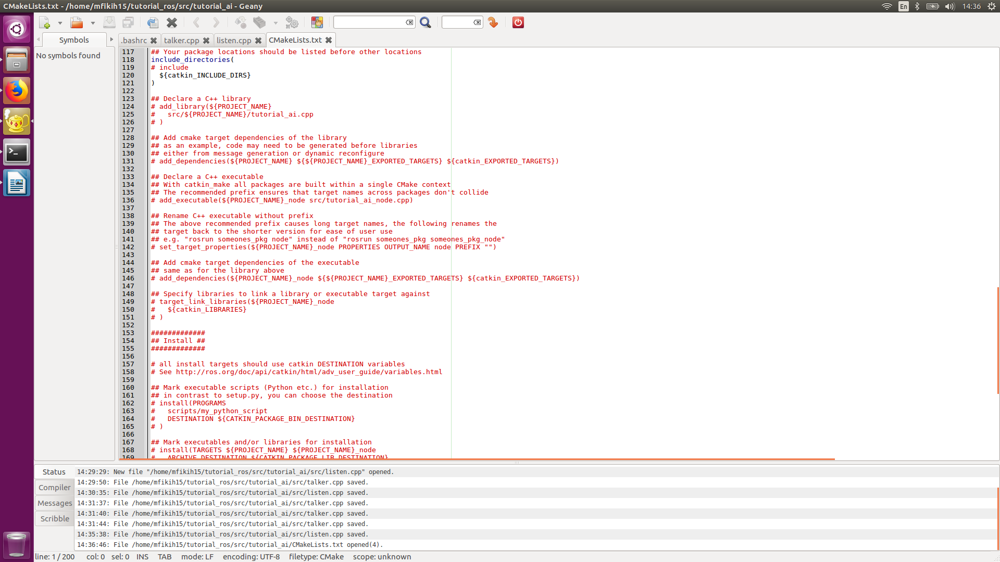 CMakeLists.txt - /home/mfikih15/tutorial_ros/src/tutorial_ai - Geany
En
14:36
Symbols
.bashrc
talker.cpp
listen.cpp
CMakeLists.txt
No symbols found
117 ## Your package locations should be listed before other locations
118 include_directories(
119 # include
120   ${catkin_INCLUDE_DIRS}
121 )
122
123 ## Declare a C++ library
124 # add_library(${PROJECT_NAME}
125 #   src/${PROJECT_NAME}/tutorial_ai.cpp
126 # )
127
128 ## Add cmake target dependencies of the library
129 ## as an example, code may need to be generated before libraries
130 ## either from message generation or dynamic reconfigure
131 # add_dependencies(${PROJECT_NAME} ${${PROJECT_NAME}_EXPORTED_TARGETS} ${catkin_EXPORTED_TARGETS})
132
133 ## Declare a C++ executable
134 ## With catkin_make all packages are built within a single CMake context
135 ## The recommended prefix ensures that target names across packages don't collide
136 # add_executable(${PROJECT_NAME}_node src/tutorial_ai_node.cpp)
137
138 ## Rename C++ executable without prefix
139 ## The above recommended prefix causes long target names, the following renames the
140 ## target back to the shorter version for ease of user use
141 ## e.g. "rosrun someones_pkg node" instead of "rosrun someones_pkg someones_pkg_node"
142 # set_target_properties(${PROJECT_NAME}_node PROPERTIES OUTPUT_NAME node PREFIX "")
143
144 ## Add cmake target dependencies of the executable
145 ## same as for the library above
146 # add_dependencies(${PROJECT_NAME}_node ${${PROJECT_NAME}_EXPORTED_TARGETS} ${catkin_EXPORTED_TARGETS})
147
148 ## Specify libraries to link a library or executable target against
149 # target_link_libraries(${PROJECT_NAME}_node
150 #   ${catkin_LIBRARIES}
151 # )
152
153 #############
154 ## Install ##
155 #############
156
157 # all install targets should use catkin DESTINATION variables
158 # See http://ros.org/doc/api/catkin/html/adv_user_guide/variables.html
159
160 ## Mark executable scripts (Python etc.) for installation
161 ## in contrast to setup.py, you can choose the destination
162 # install(PROGRAMS
163 #   scripts/my_python_script
164 #   DESTINATION ${CATKIN_PACKAGE_BIN_DESTINATION}
165 # )
166
167 ## Mark executables and/or libraries for installation
168 # install(TARGETS ${PROJECT_NAME} ${PROJECT_NAME}_node
169 #   ARCHIVE DESTINATION ${CATKIN_PACKAGE_LIB_DESTINATION}
Status
Compiler
Messages
Scribble
14:29:29: New file "/home/mfikih15/tutorial_ros/src/tutorial_ai/src/listen.cpp" opened.
14:29:50: File /home/mfikih15/tutorial_ros/src/tutorial_ai/src/talker.cpp saved.
14:30:35: File /home/mfikih15/tutorial_ros/src/tutorial_ai/src/listen.cpp saved.
14:31:37: File /home/mfikih15/tutorial_ros/src/tutorial_ai/src/talker.cpp saved.
14:31:40: File /home/mfikih15/tutorial_ros/src/tutorial_ai/src/talker.cpp saved.
14:31:44: File /home/mfikih15/tutorial_ros/src/tutorial_ai/src/talker.cpp saved.
14:35:38: File /home/mfikih15/tutorial_ros/src/tutorial_ai/src/listen.cpp saved.
14:36:46: File /home/mfikih15/tutorial_ros/src/tutorial_ai/CMakeLists.txt opened(4).
line: 1 / 200 col: 0 sel: 0 INS TAB mode: LF encoding: UTF-8 filetype: CMake scope: unknown